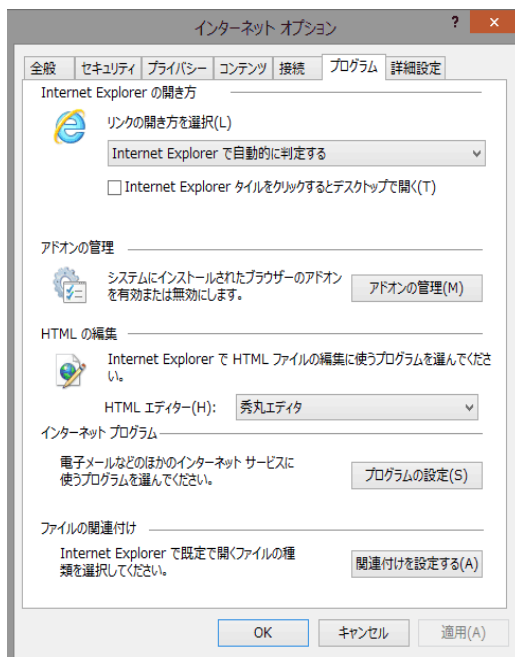 インターネット オプション
? ×
全般 セキュリティ プライバシー コンテンツ 接続 プログラム 詳細設定
Internet Explorer の開き方
リンクの開き方を選択(L)
Internet Explorer で自動的に判定する
Internet Explorer タイルをクリックするとデスクトップで開く(T)
アドオンの管理
システムにインストールされたブラウザーのアドオン
を有効または無効にします。
アドオンの管理(M)
HTML の編集
Internet Explorer で HTML ファイルの編集に使うプログラムを選んでくださ
い。
HTML エディター(H): 秀丸エディタ
インターネット プログラム
電子メールなどのほかのインターネット サービスに
使うプログラムを選んでください。
プログラムの設定(S)
ファイルの関連付け
Internet Explorer で既定で開くファイルの種
類を選択してください。
関連付けを設定する(A)
OK キャンセル 適用(A)